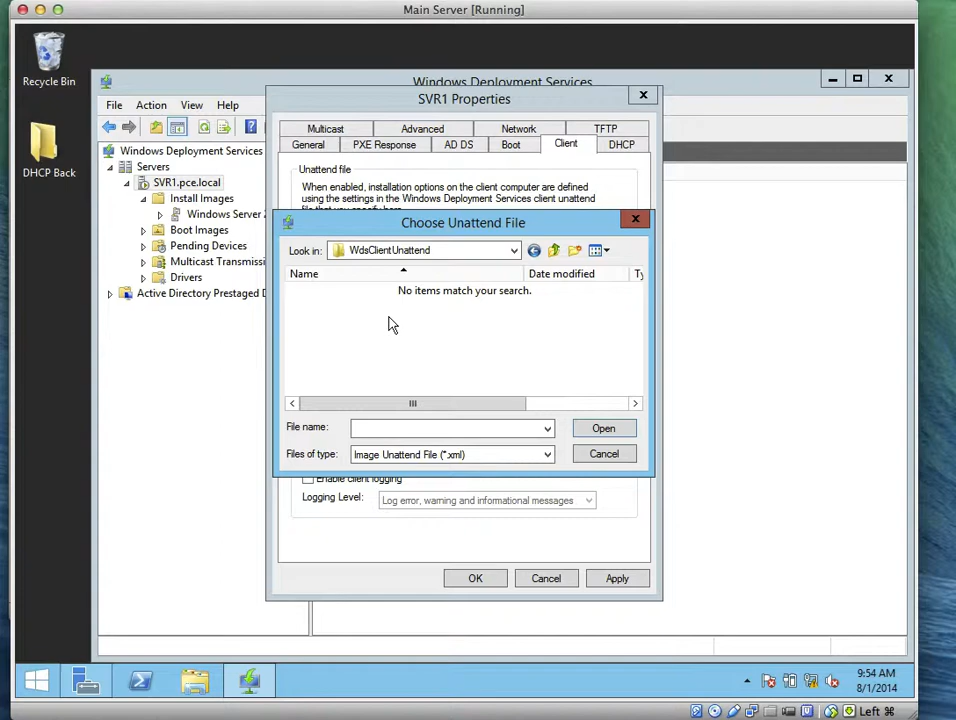 Main Server [Running]
Recycle Bin
DHCP Back
Windows Deployment Services
File Action View Help
Windows Deployment Services
Servers
SVR1.pce.local
Install Images
Windows Server 2
Boot Images
Pending Devices
Multicast Transmissi
Drivers
Active Directory Prestaged D
SVR1 Properties
Multicast Advanced Network TFTP
General PXE Response AD DS Boot Client DHCP
Unattend file
When enabled, installation options on the client computer are defined
using the settings in the Windows Deployment Services client unattend
Choose Unattend File
Look in: WdsClientUnattend
Name Date modified Ty
No items match your search.
File name: Open
Files of type: Image Unattend File (*.xml) Cancel
Enable client logging
Logging Level: Log error, warning and informational messages
OK Cancel Apply
9:54 AM
8/1/2014
Left ⌘